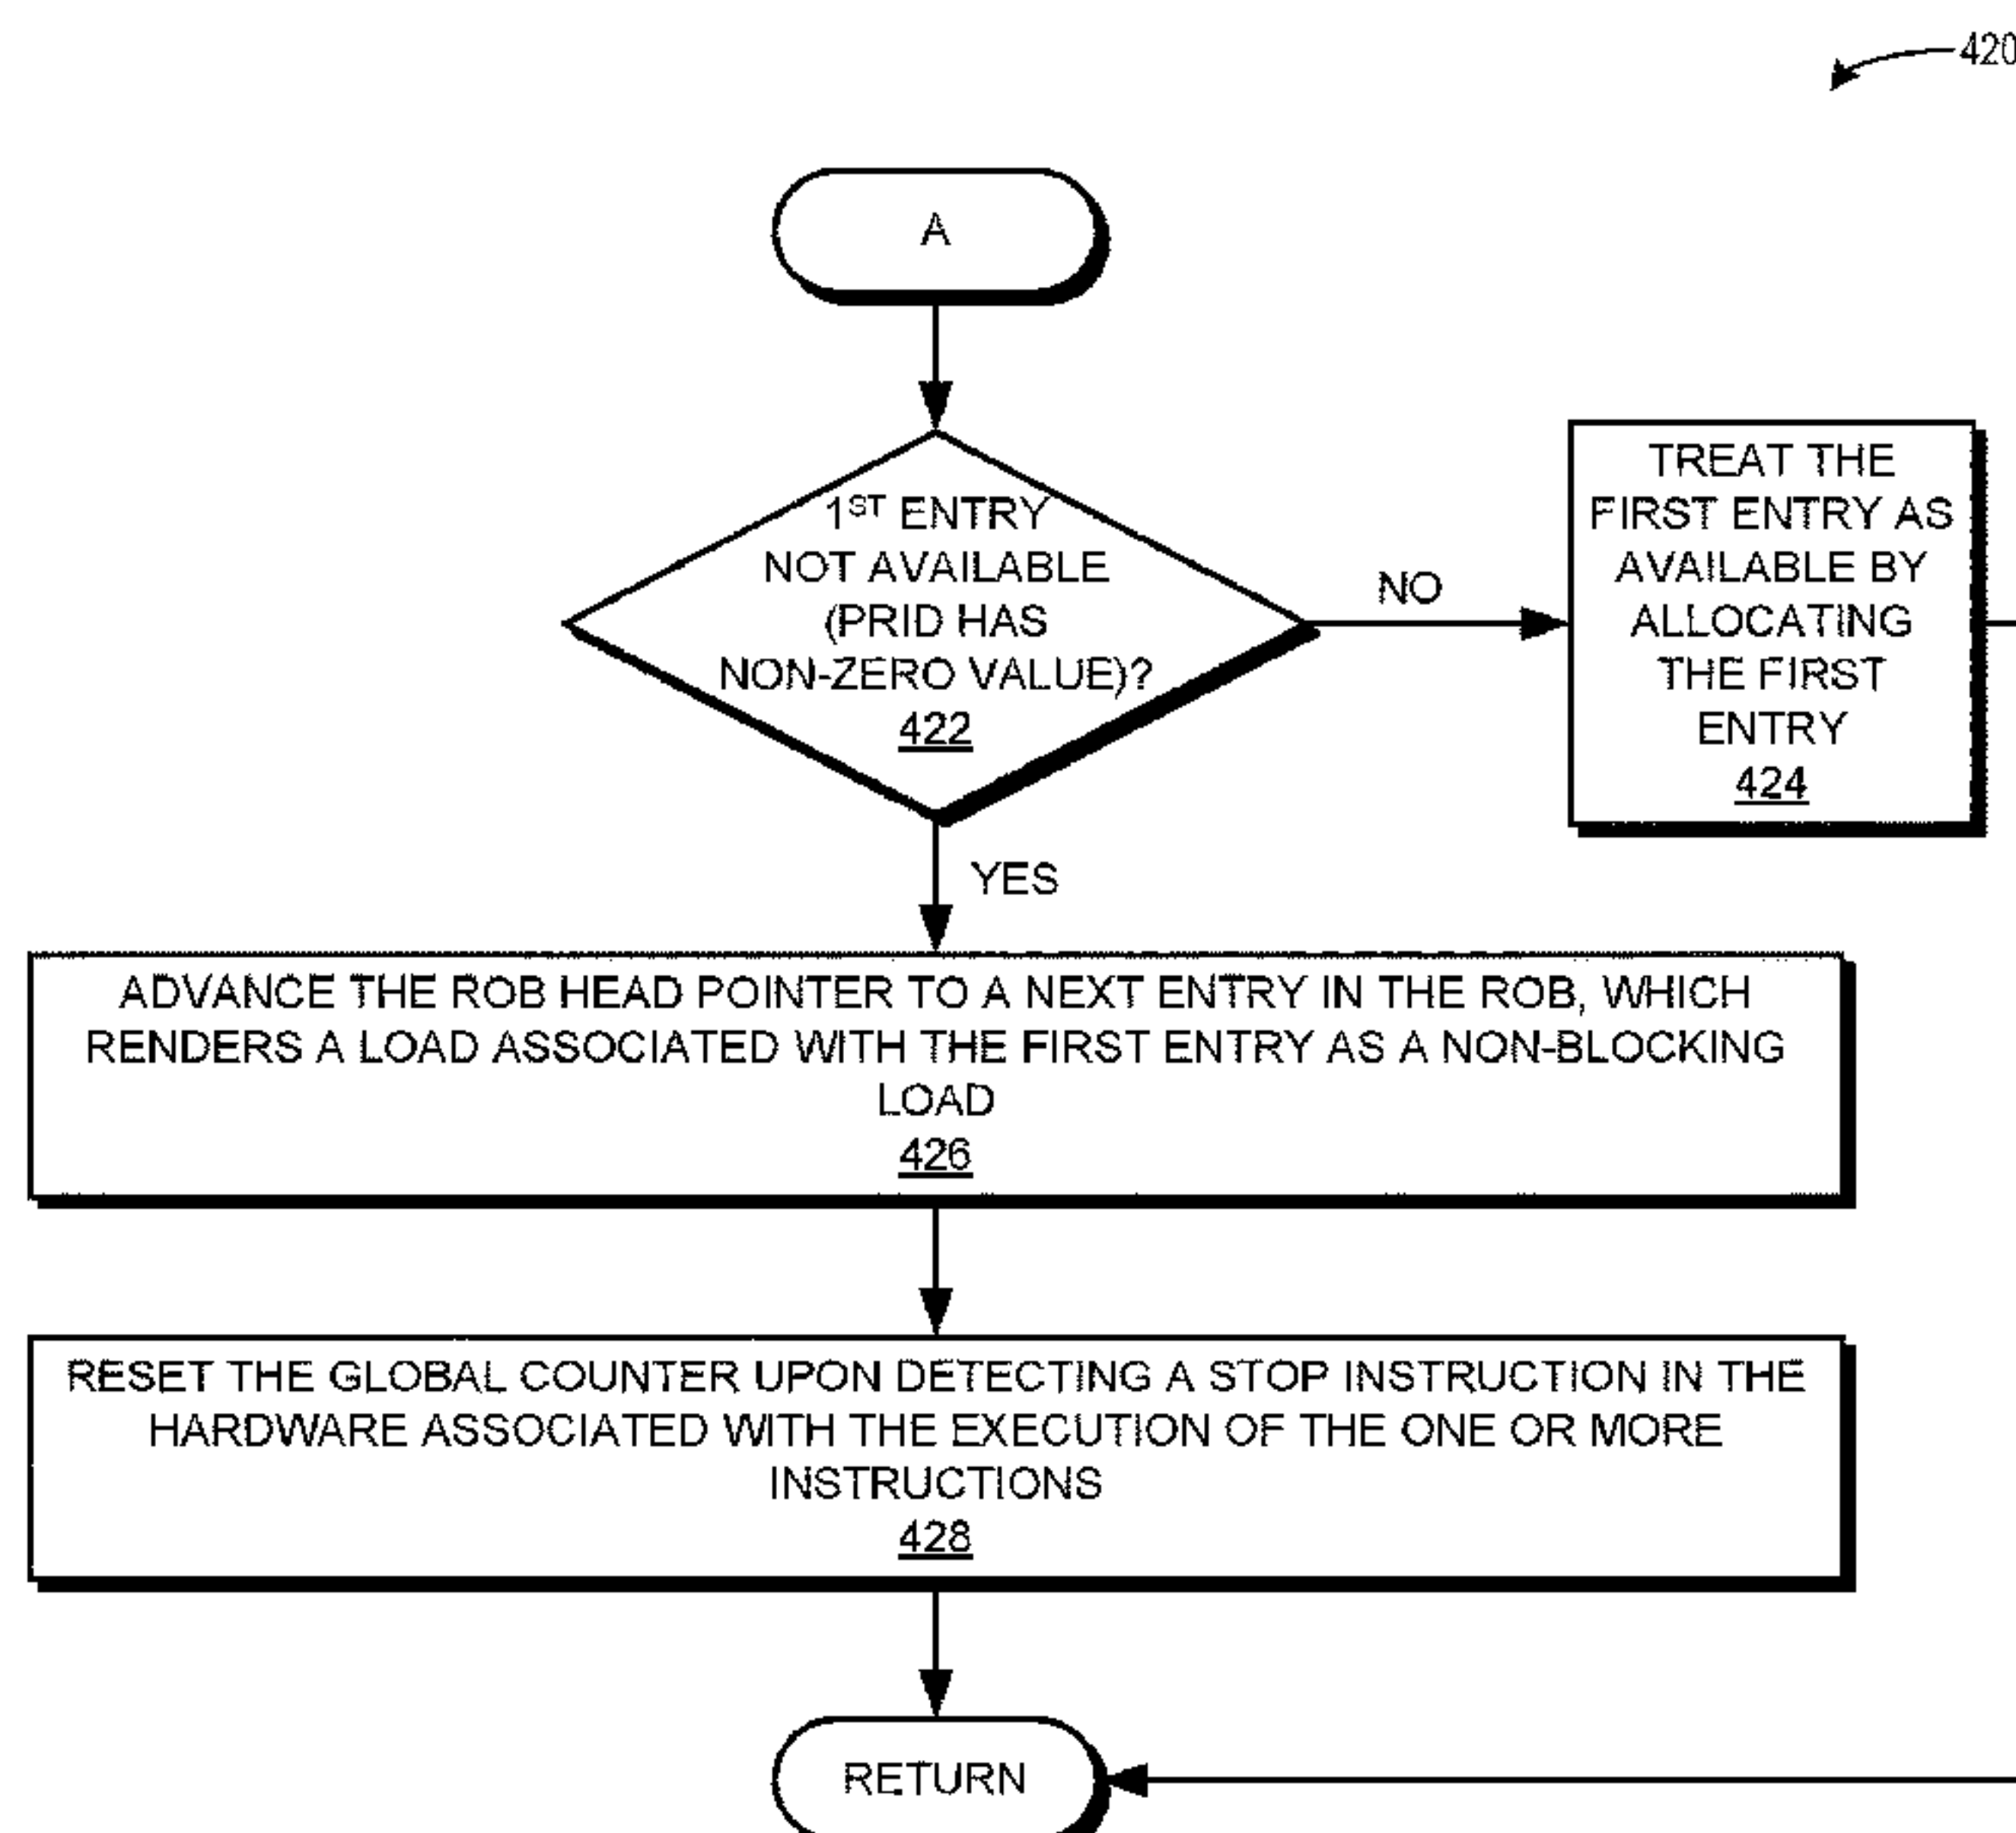 420
A
1ST ENTRY
NOT AVAILABLE
(PRID HAS
NON-ZERO VALUE)?
422
NO
TREAT THE
FIRST ENTRY AS
AVAILABLE BY
ALLOCATING
THE FIRST
ENTRY
424
YES
ADVANCE THE ROB HEAD POINTER TO A NEXT ENTRY IN THE ROB, WHICH
RENDERS A LOAD ASSOCIATED WITH THE FIRST ENTRY AS A NON-BLOCKING
LOAD
426
RESET THE GLOBAL COUNTER UPON DETECTING A STOP INSTRUCTION IN THE
HARDWARE ASSOCIATED WITH THE EXECUTION OF THE ONE OR MORE
INSTRUCTIONS
428
RETURN